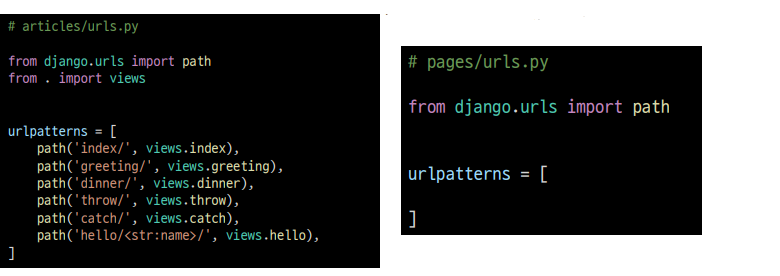 # articles/urls.py
from django.urls import path
from . import views
urlpatterns = [
    path('index/', views.index),
    path('greeting/', views.greeting),
    path('dinner/', views.dinner),
    path('throw/', views.throw),
    path('catch/', views.catch),
    path('hello/<str:name>/', views.hello),
]
# pages/urls.py
from django.urls import path
urlpatterns = [
]